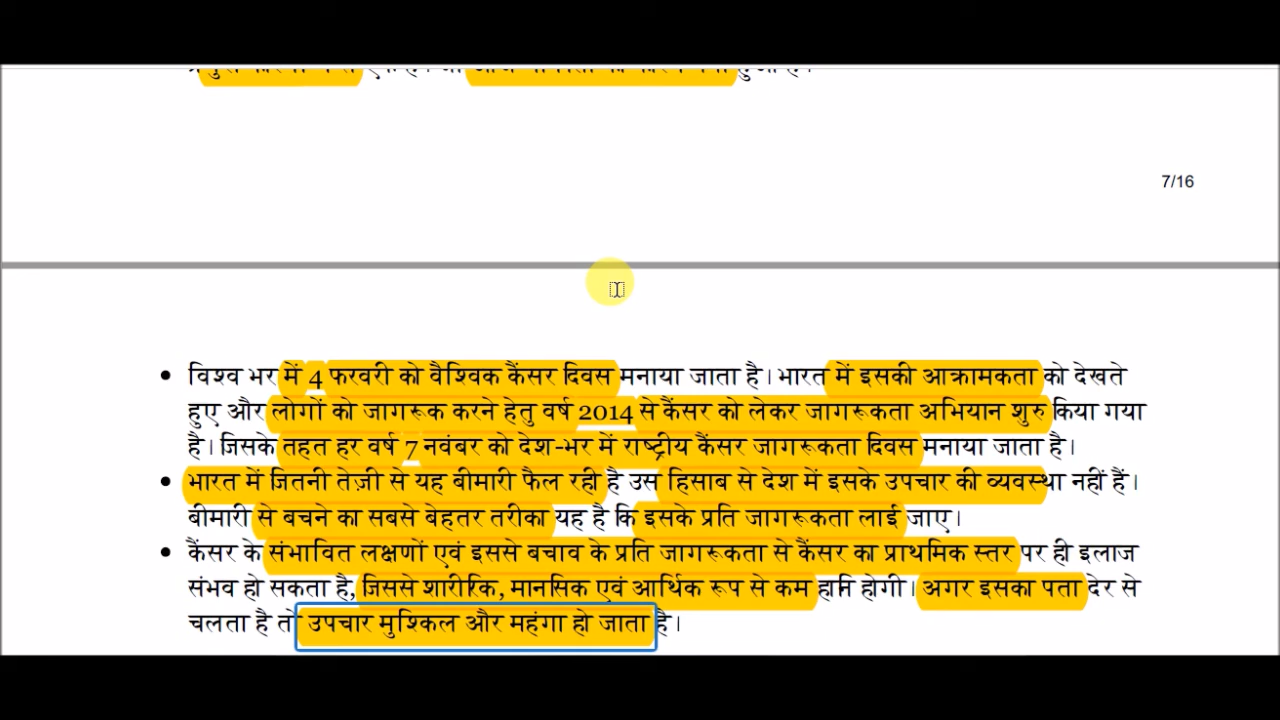 7/16
• विश्व भर में 4 फरवरी को वैश्विक कैंसर दिवस मनाया जाता है। भारत में इसकी आक्रामकता को देखते
हुए और लोगों को जागरूक करने हेतु वर्ष 2014 से कैंसर को लेकर जागरूकता अभियान शुरु किया गया
है। जिसके तहत हर वर्ष 7 नवंबर को देश-भर में राष्ट्रीय कैंसर जागरूकता दिवस मनाया जाता है।
• भारत में जितनी तेज़ी से यह बीमारी फैल रही है उस हिसाब से देश में इसके उपचार की व्यवस्था नहीं हैं।
बीमारी से बचने का सबसे बेहतर तरीका यह है कि इसके प्रति जागरूकता लाई जाए।
• कैंसर के संभावित लक्षणों एवं इससे बचाव के प्रति जागरूकता से कैंसर का प्राथमिक स्तर पर ही इलाज
संभव हो सकता है, जिससे शारीरिक, मानसिक एवं आर्थिक रूप से कम हानि होगी। अगर इसका पता देर से
चलता है तो उपचार मुश्किल और महंगा हो जाता है।